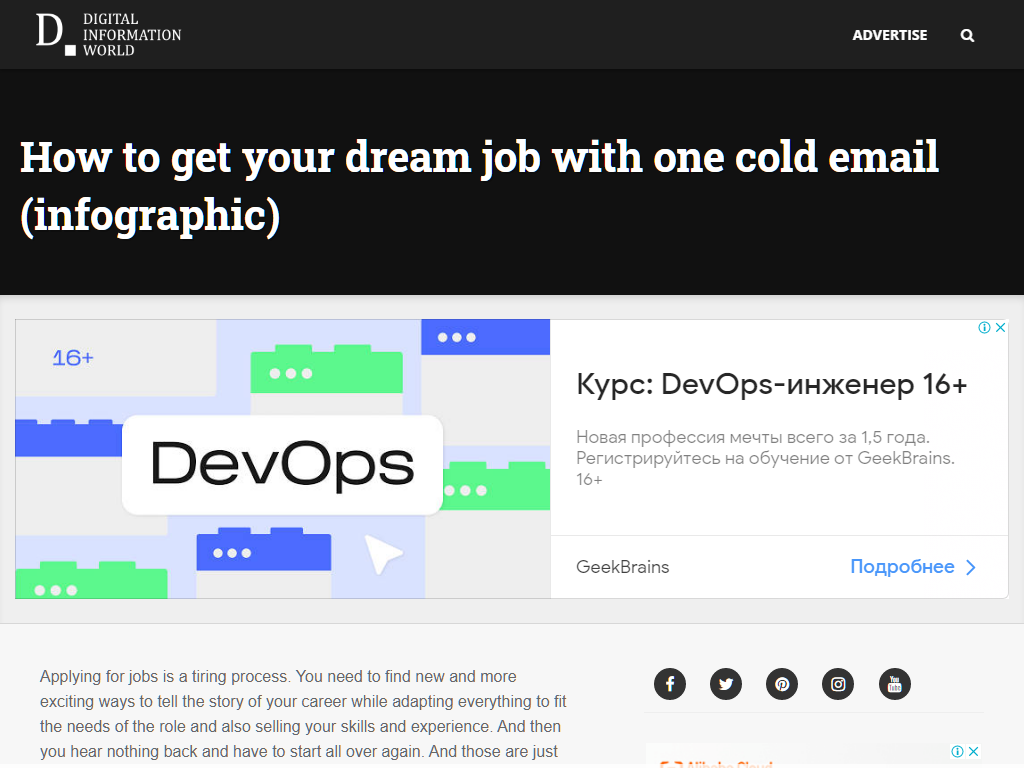 DIGITAL
INFORMATION
WORLD
D.
ADVERTISE
How to get your dream job with one cold email
(infographic)
16+
DevOps
Курс: DevOps-инженер 16+
Новая профессия мечты всего за 1,5 года.
Регистрируйтесь на обучение от GeekBrains.
16+
GeekBrains
Подробнее
Applying for jobs is a tiring process. You need to find new and more
exciting ways to tell the story of your career while adapting everything to fit
the needs of the role and also selling your skills and experience. And then
you hear nothing back and have to start all over again. And those are just
You
Tube
Alibaba Cloud